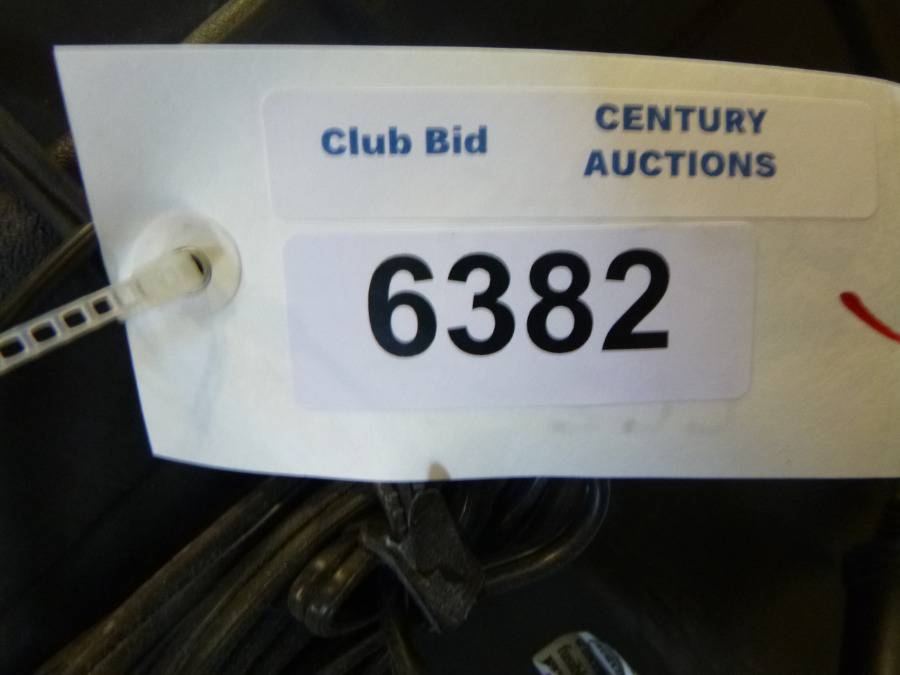 Club Bid
CENTURY
AUCTIONS
6382